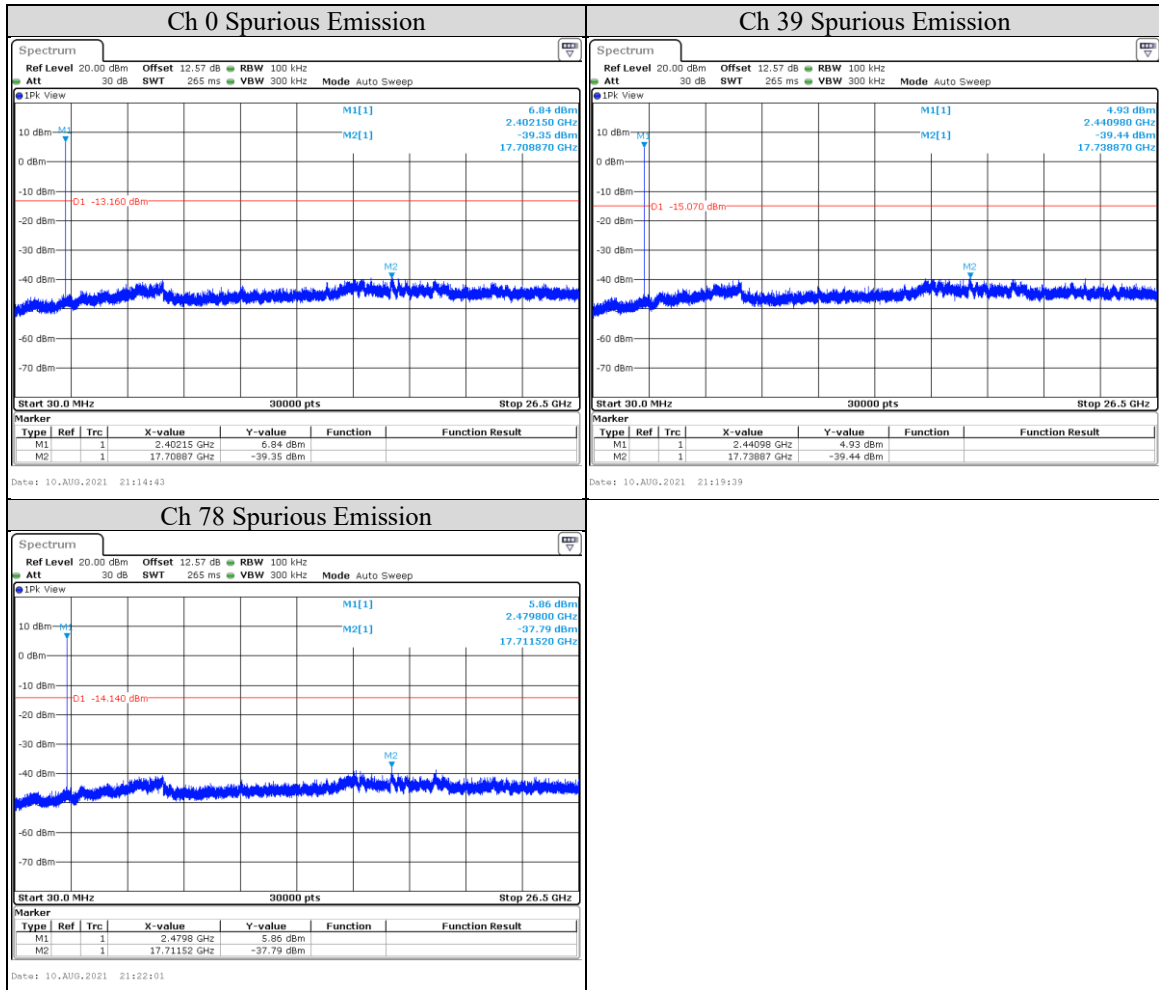 Ch 0 Spurious Emission
Spectrum
Ref Level 20.00 dBm Offset 12.57 dB RBW 100 kHz
Att 30 dB SWT 265 ms VBW 300 kHz Mode Auto Sweep
1Pk View
M1[1] 6.84 dBm
2.402150 GHz
M2[1] -39.35 dBm
17.708870 GHz
10 dBm
M1
0 dBm
-10 dBm
D1 -13.160 dBm
-20 dBm
-30 dBm
M2
-40 dBm
-60 dBm
-70 dBm
Start 30.0 MHz 30000 pts Stop 26.5 GHz
Marker
Type Ref Trc X-value Y-value Function Function Result
M1 1 2.40215 GHz 6.84 dBm
M2 1 17.70887 GHz -39.35 dBm
Date: 10.AUG.2021 21:14:43
Ch 39 Spurious Emission
Spectrum
Ref Level 20.00 dBm Offset 12.57 dB RBW 100 kHz
Att 30 dB SWT 265 ms VBW 300 kHz Mode Auto Sweep
1Pk View
M1[1] 4.93 dBm
2.440980 GHz
M2[1] -39.44 dBm
17.738870 GHz
10 dBm
M1
0 dBm
-10 dBm
D1 -15.070 dBm
-20 dBm
-30 dBm
M2
-40 dBm
-60 dBm
-70 dBm
Start 30.0 MHz 30000 pts Stop 26.5 GHz
Marker
Type Ref Trc X-value Y-value Function Function Result
M1 1 2.44098 GHz 4.93 dBm
M2 1 17.73887 GHz -39.44 dBm
Date: 10.AUG.2021 21:19:39
Ch 78 Spurious Emission
Spectrum
Ref Level 20.00 dBm Offset 12.57 dB RBW 100 kHz
Att 30 dB SWT 265 ms VBW 300 kHz Mode Auto Sweep
1Pk View
M1[1] 5.86 dBm
2.479800 GHz
M2[1] -37.79 dBm
17.711520 GHz
10 dBm
M1
0 dBm
-10 dBm
D1 -14.140 dBm
-20 dBm
-30 dBm
M2
-40 dBm
-60 dBm
-70 dBm
Start 30.0 MHz 30000 pts Stop 26.5 GHz
Marker
Type Ref Trc X-value Y-value Function Function Result
M1 1 2.4798 GHz 5.86 dBm
M2 1 17.71152 GHz -37.79 dBm
Date: 10.AUG.2021 21:22:01